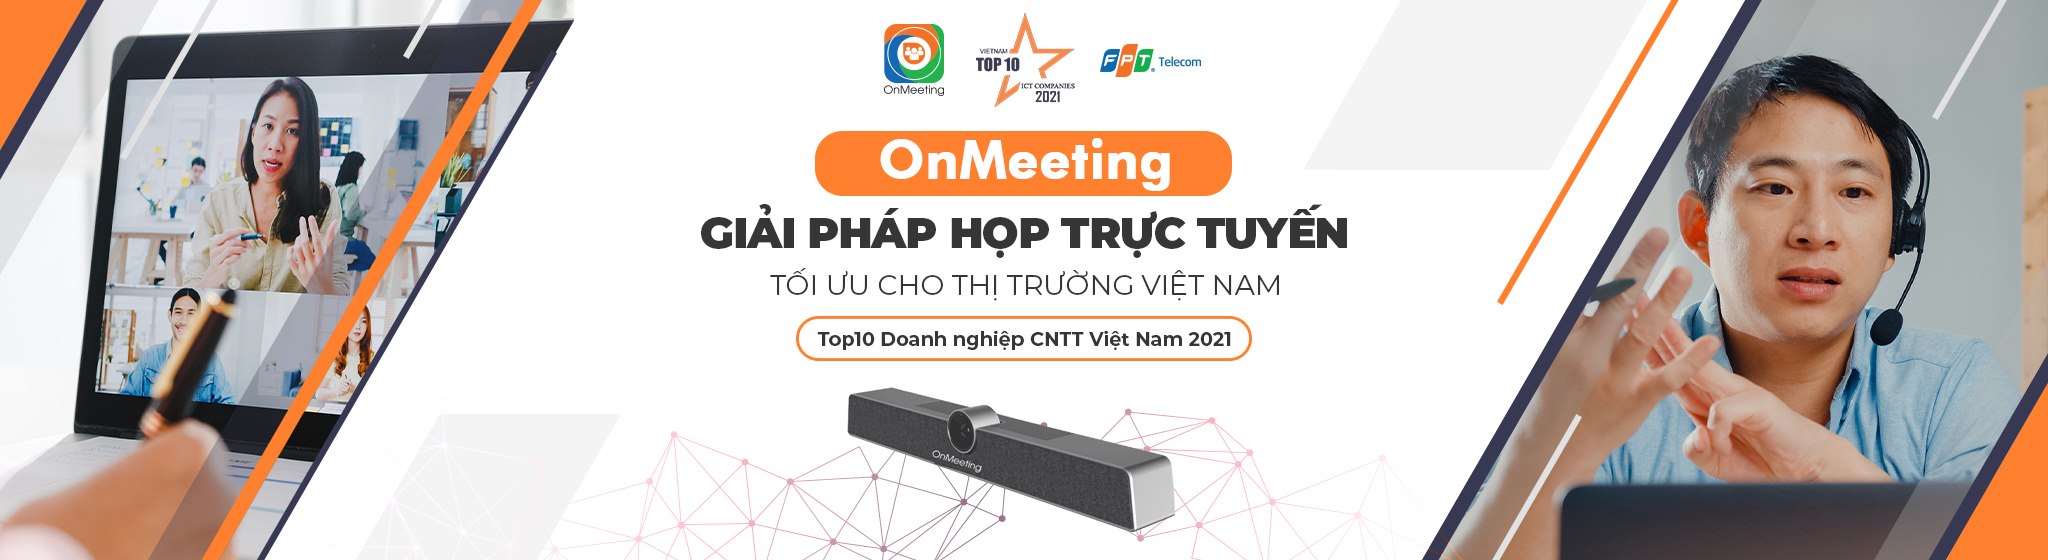 OnMeeting
VIETNAM
TOP 10
ICT COMPANIES
2021
FPT Telecom
OnMeeting
GIẢI PHÁP HỌP TRỰC TUYẾN
TỐI ƯU CHO THỊ TRƯỜNG VIỆT NAM
Top10 Doanh nghiệp CNTT Việt Nam 2021
OnMeeting